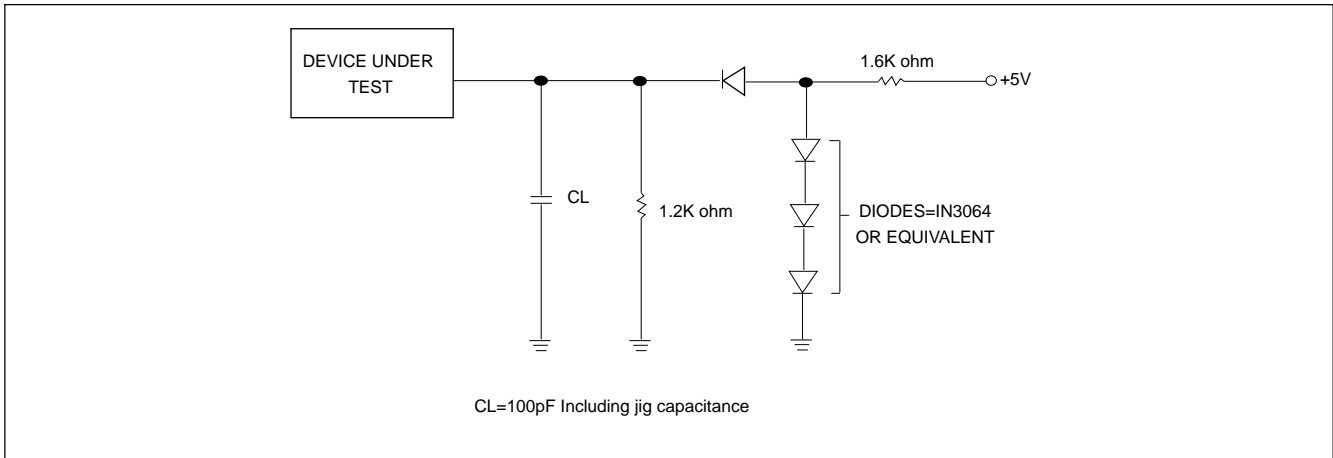 DEVICE UNDER
TEST
1.6K ohm
+5V
CL
1.2K ohm
DIODES=IN3064
OR EQUIVALENT
CL=100pF Including jig capacitance